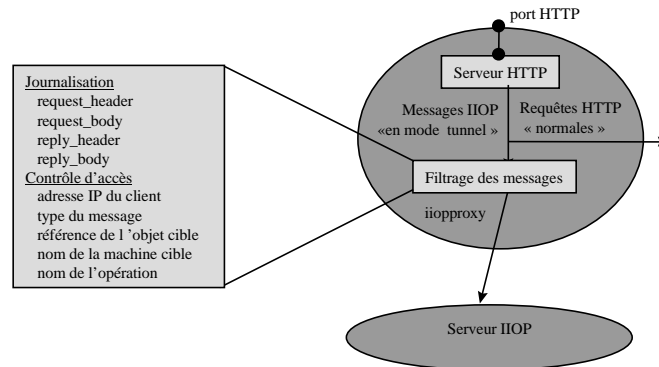 port HTTP
Serveur HTTP
Messages IIOP
«en mode tunnel »
Requêtes HTTP
« normales »
Filtrage des messages
iiopproxy
Serveur IIOP
Journalisation
request_header
request_body
reply_header
reply_body
Contrôle d'accès
adresse IP du client
type du message
référence de l 'objet cible
nom de la machine cible
nom de l'opération